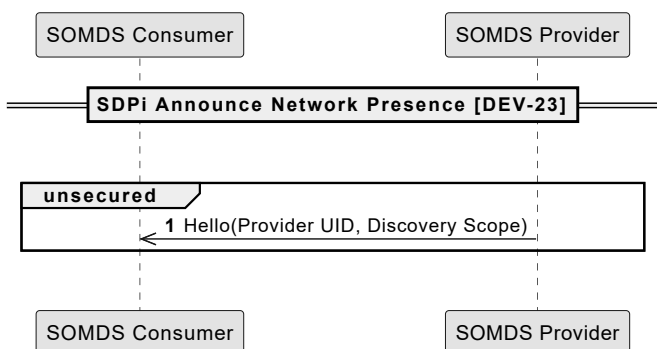 SOMDS Consumer SOMDS Provider
SDPi Announce Network Presence [DEV-23]
unsecured
1 Hello(Provider UID, Discovery Scope)
SOMDS Consumer SOMDS Provider